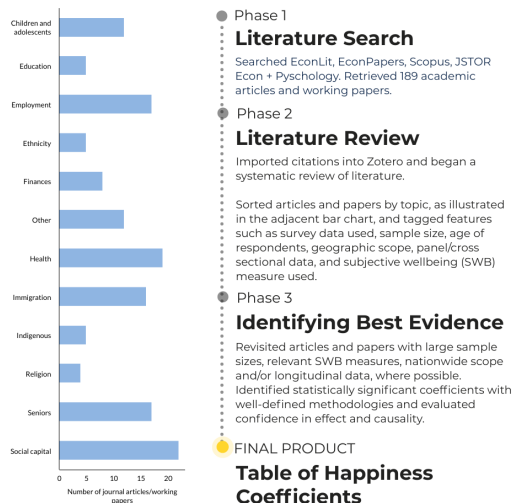 Children and
adolescents
Education
Employment
Ethnicity
Finances
Other
Health
Immigration
Indigenous
Religion
Seniors
Social capital
0 5 10 15 20
Number of journal articles/working
papers
Phase 1
Literature Search
Searched EconLit, EconPapers, Scopus, JSTOR
Econ + Pyschology. Retrieved 189 academic
articles and working papers.
Phase 2
Literature Review
Imported citations into Zotero and began a
systematic review of literature.
Sorted articles and papers by topic, as illustrated
in the adjacent bar chart, and tagged features
such as survey data used, sample size, age of
respondents, geographic scope, panel/cross
sectional data, and subjective wellbeing (SWB)
measure used.
Phase 3
Identifying Best Evidence
Revisited articles and papers with large sample
sizes, relevant SWB measures, nationwide scope
and/or longitudinal data, where possible.
Identified statistically significant coefficients with
well-defined methodologies and evaluated
confidence in effect and causality.
FINAL PRODUCT
Table of Happiness
Coefficients